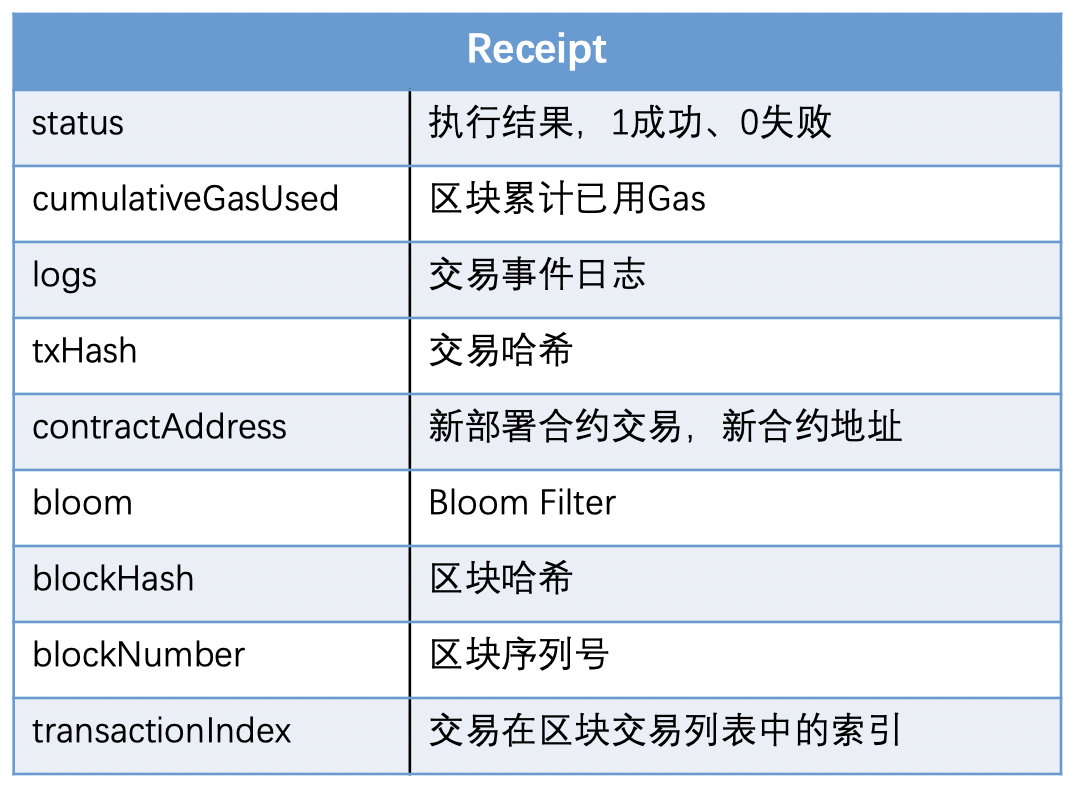 Receipt
status 执行结果，1成功、0失败
cumulativeGasUsed 区块累计已用Gas
logs 交易事件日志
txHash 交易哈希
contractAddress 新部署合约交易，新合约地址
bloom Bloom Filter
blockHash 区块哈希
blockNumber 区块序列号
transactionIndex 交易在区块交易列表中的索引